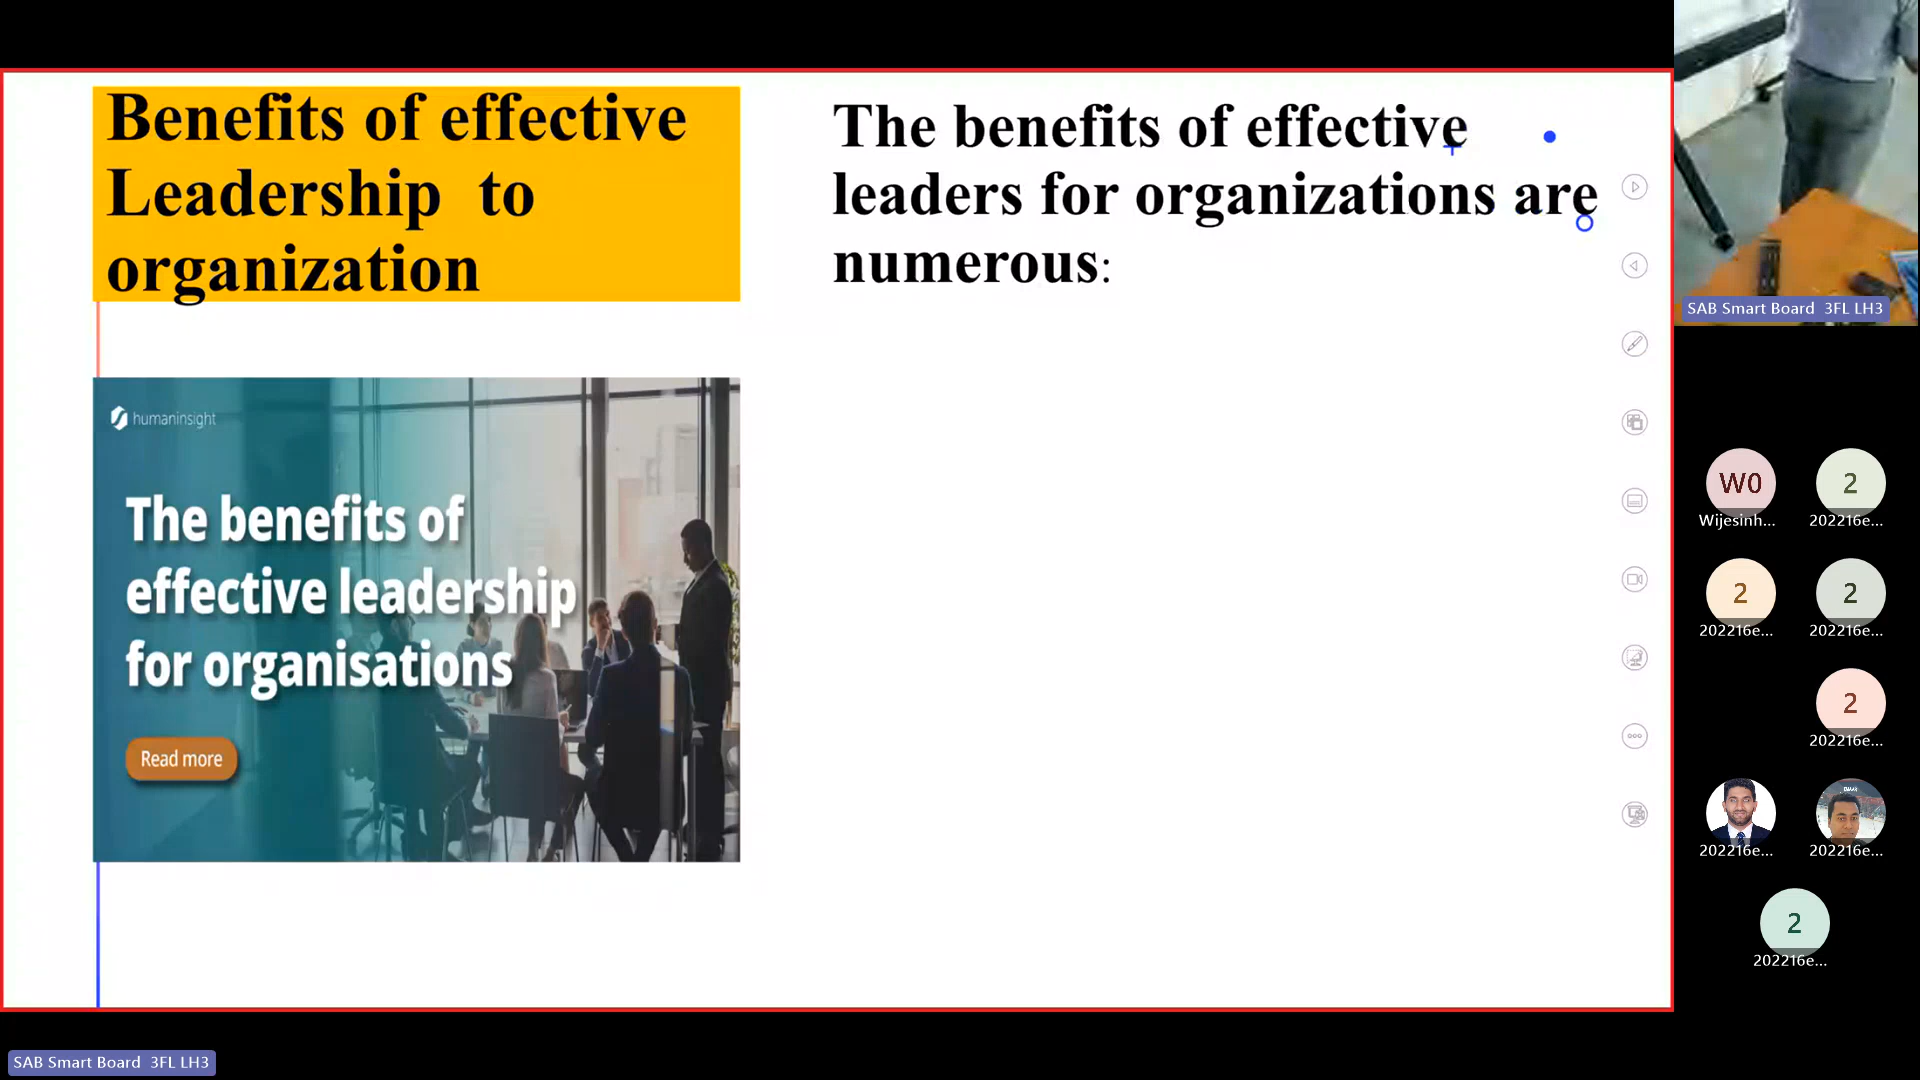 Benefits of effective
Leadership to
organization
The benefits of effective
leaders for organizations are
numerous:
humaninsight
The benefits of
effective leadership
for organisations
Read more
SAB Smart Board 3FL LH3
W0
Wijesinh...
2
202216e...
2
202216e...
2
202216e...
2
202216e...
202216e...
202216e...
2
202216e...
SAB Smart Board 3FL LH3